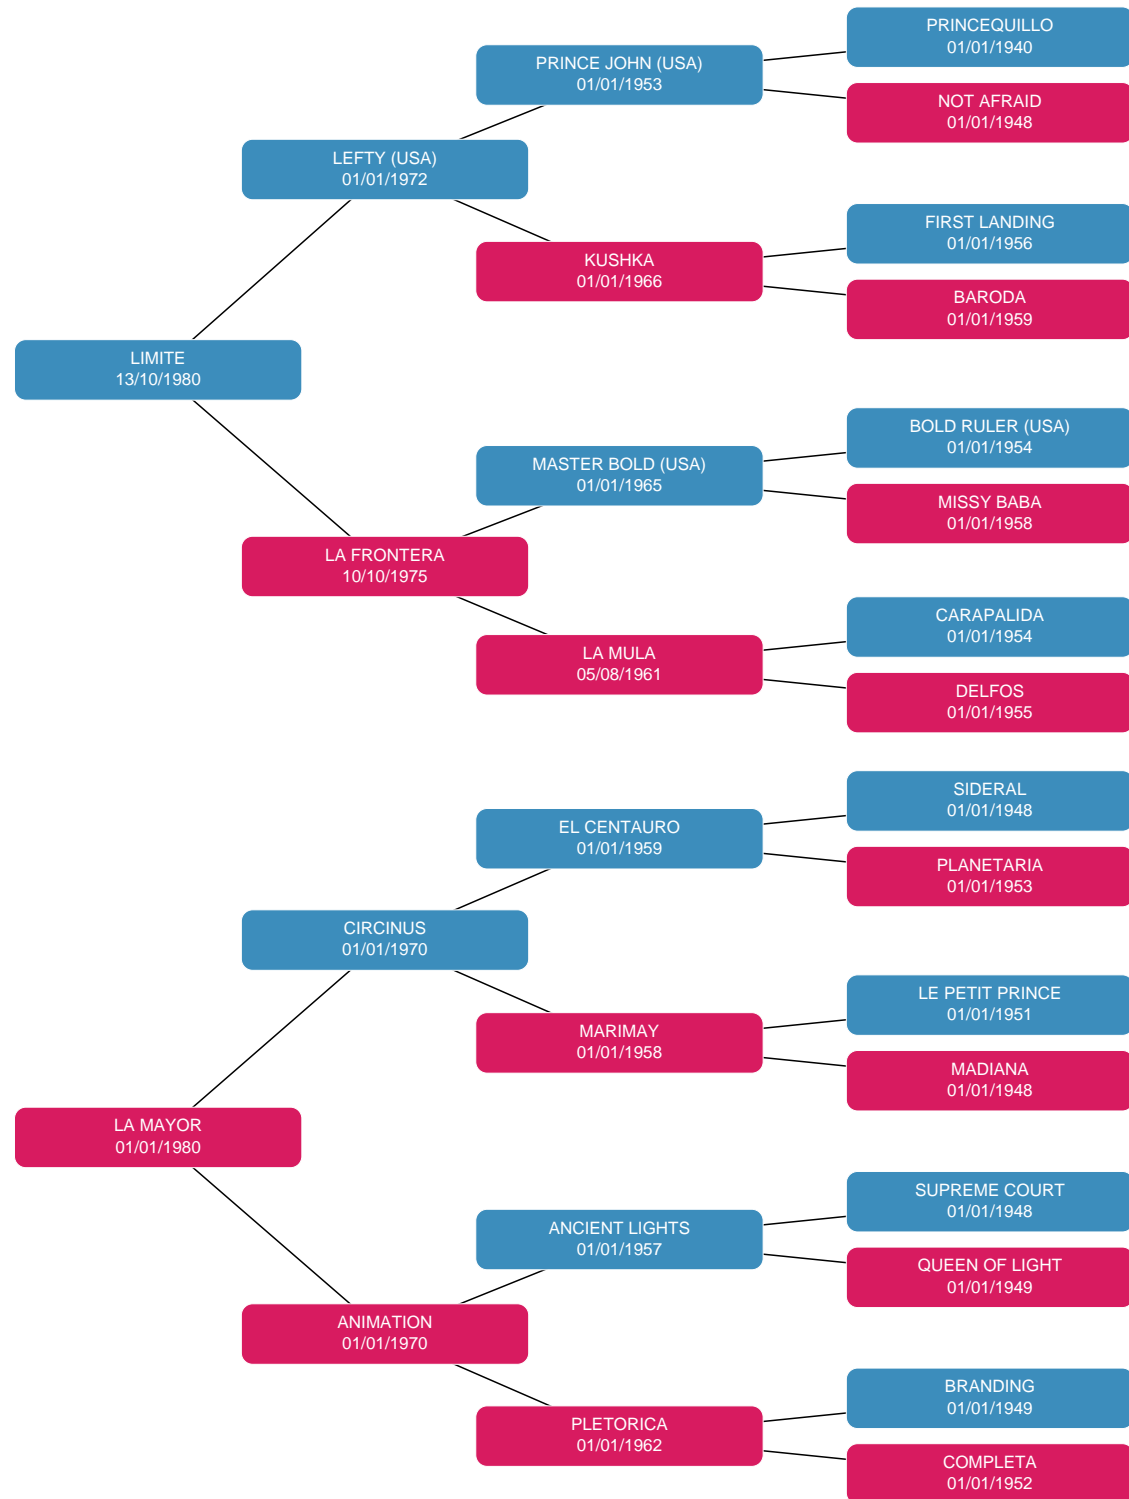 PRINCEQUILLO
01/01/1940
PRINCE JOHN (USA)
01/01/1953
NOT AFRAID
01/01/1948
LEFTY (USA)
01/01/1972
FIRST LANDING
01/01/1956
KUSHKA
01/01/1966
BARODA
01/01/1959
LIMITE
13/10/1980
BOLD RULER (USA)
01/01/1954
MASTER BOLD (USA)
01/01/1965
MISSY BABA
01/01/1958
LA FRONTERA
10/10/1975
CARAPALIDA
01/01/1954
LA MULA
05/08/1961
DELFOS
01/01/1955
SIDERAL
01/01/1948
EL CENTAURO
01/01/1959
PLANETARIA
01/01/1953
CIRCINUS
01/01/1970
LE PETIT PRINCE
01/01/1951
MARIMAY
01/01/1958
MADIANA
01/01/1948
LA MAYOR
01/01/1980
SUPREME COURT
01/01/1948
ANCIENT LIGHTS
01/01/1957
QUEEN OF LIGHT
01/01/1949
ANIMATION
01/01/1970
BRANDING
01/01/1949
PLETORICA
01/01/1962
COMPLETA
01/01/1952